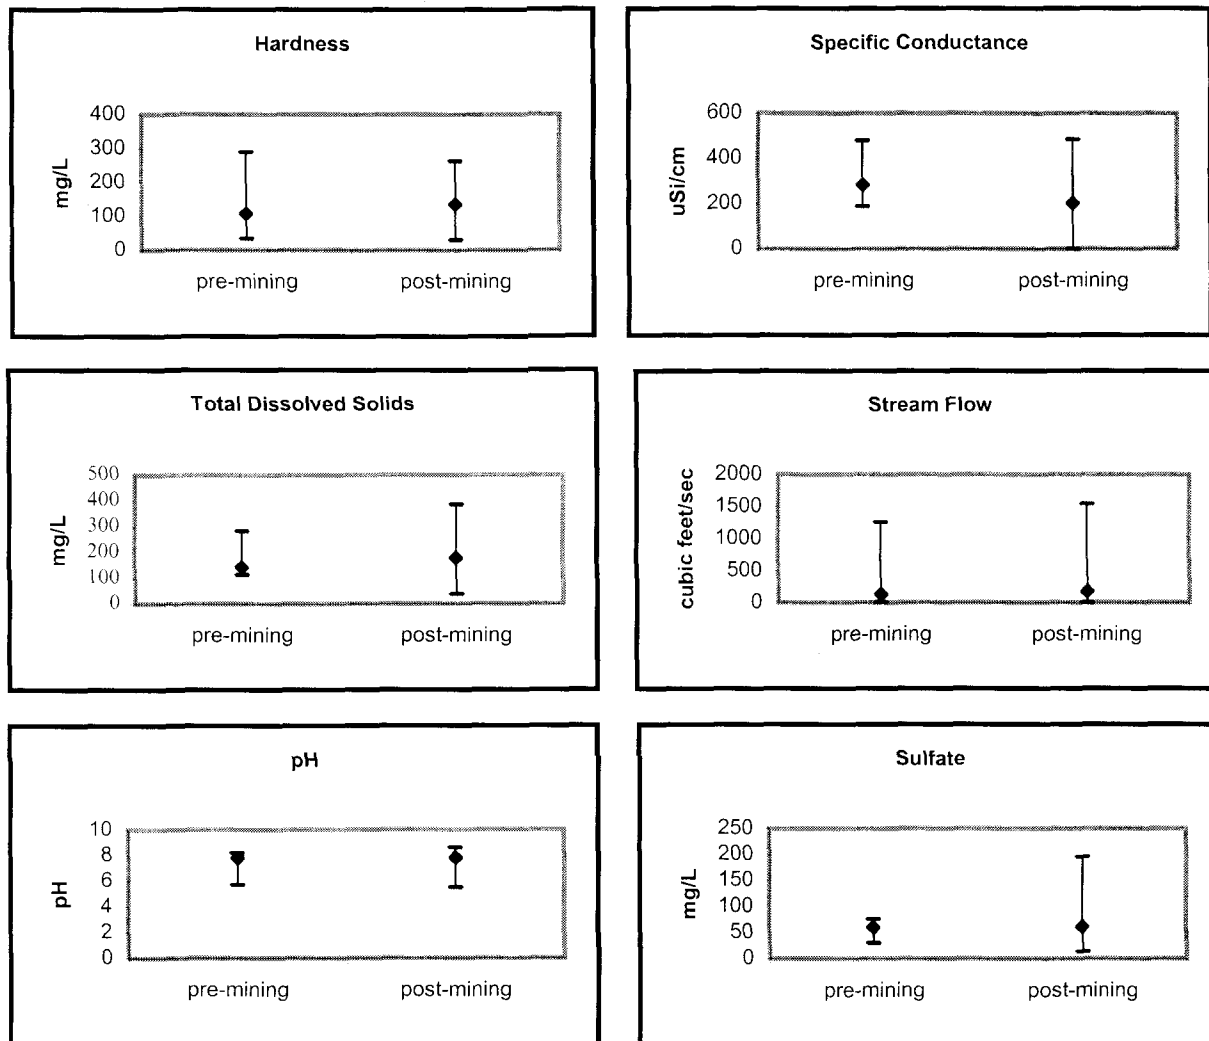 Hardness
mg/L
400
300
200
100
0
pre-mining post-mining
Specific Conductance
uSi/cm
600
400
200
0
pre-mining post-mining
Total Dissolved Solids
mg/L
500
400
300
200
100
0
pre-mining post-mining
Stream Flow
cubic feet/sec
2000
1500
1000
500
0
pre-mining post-mining
pH
pH
10
8
6
4
2
0
pre-mining post-mining
Sulfate
mg/L
250
200
150
100
50
0
pre-mining post-mining